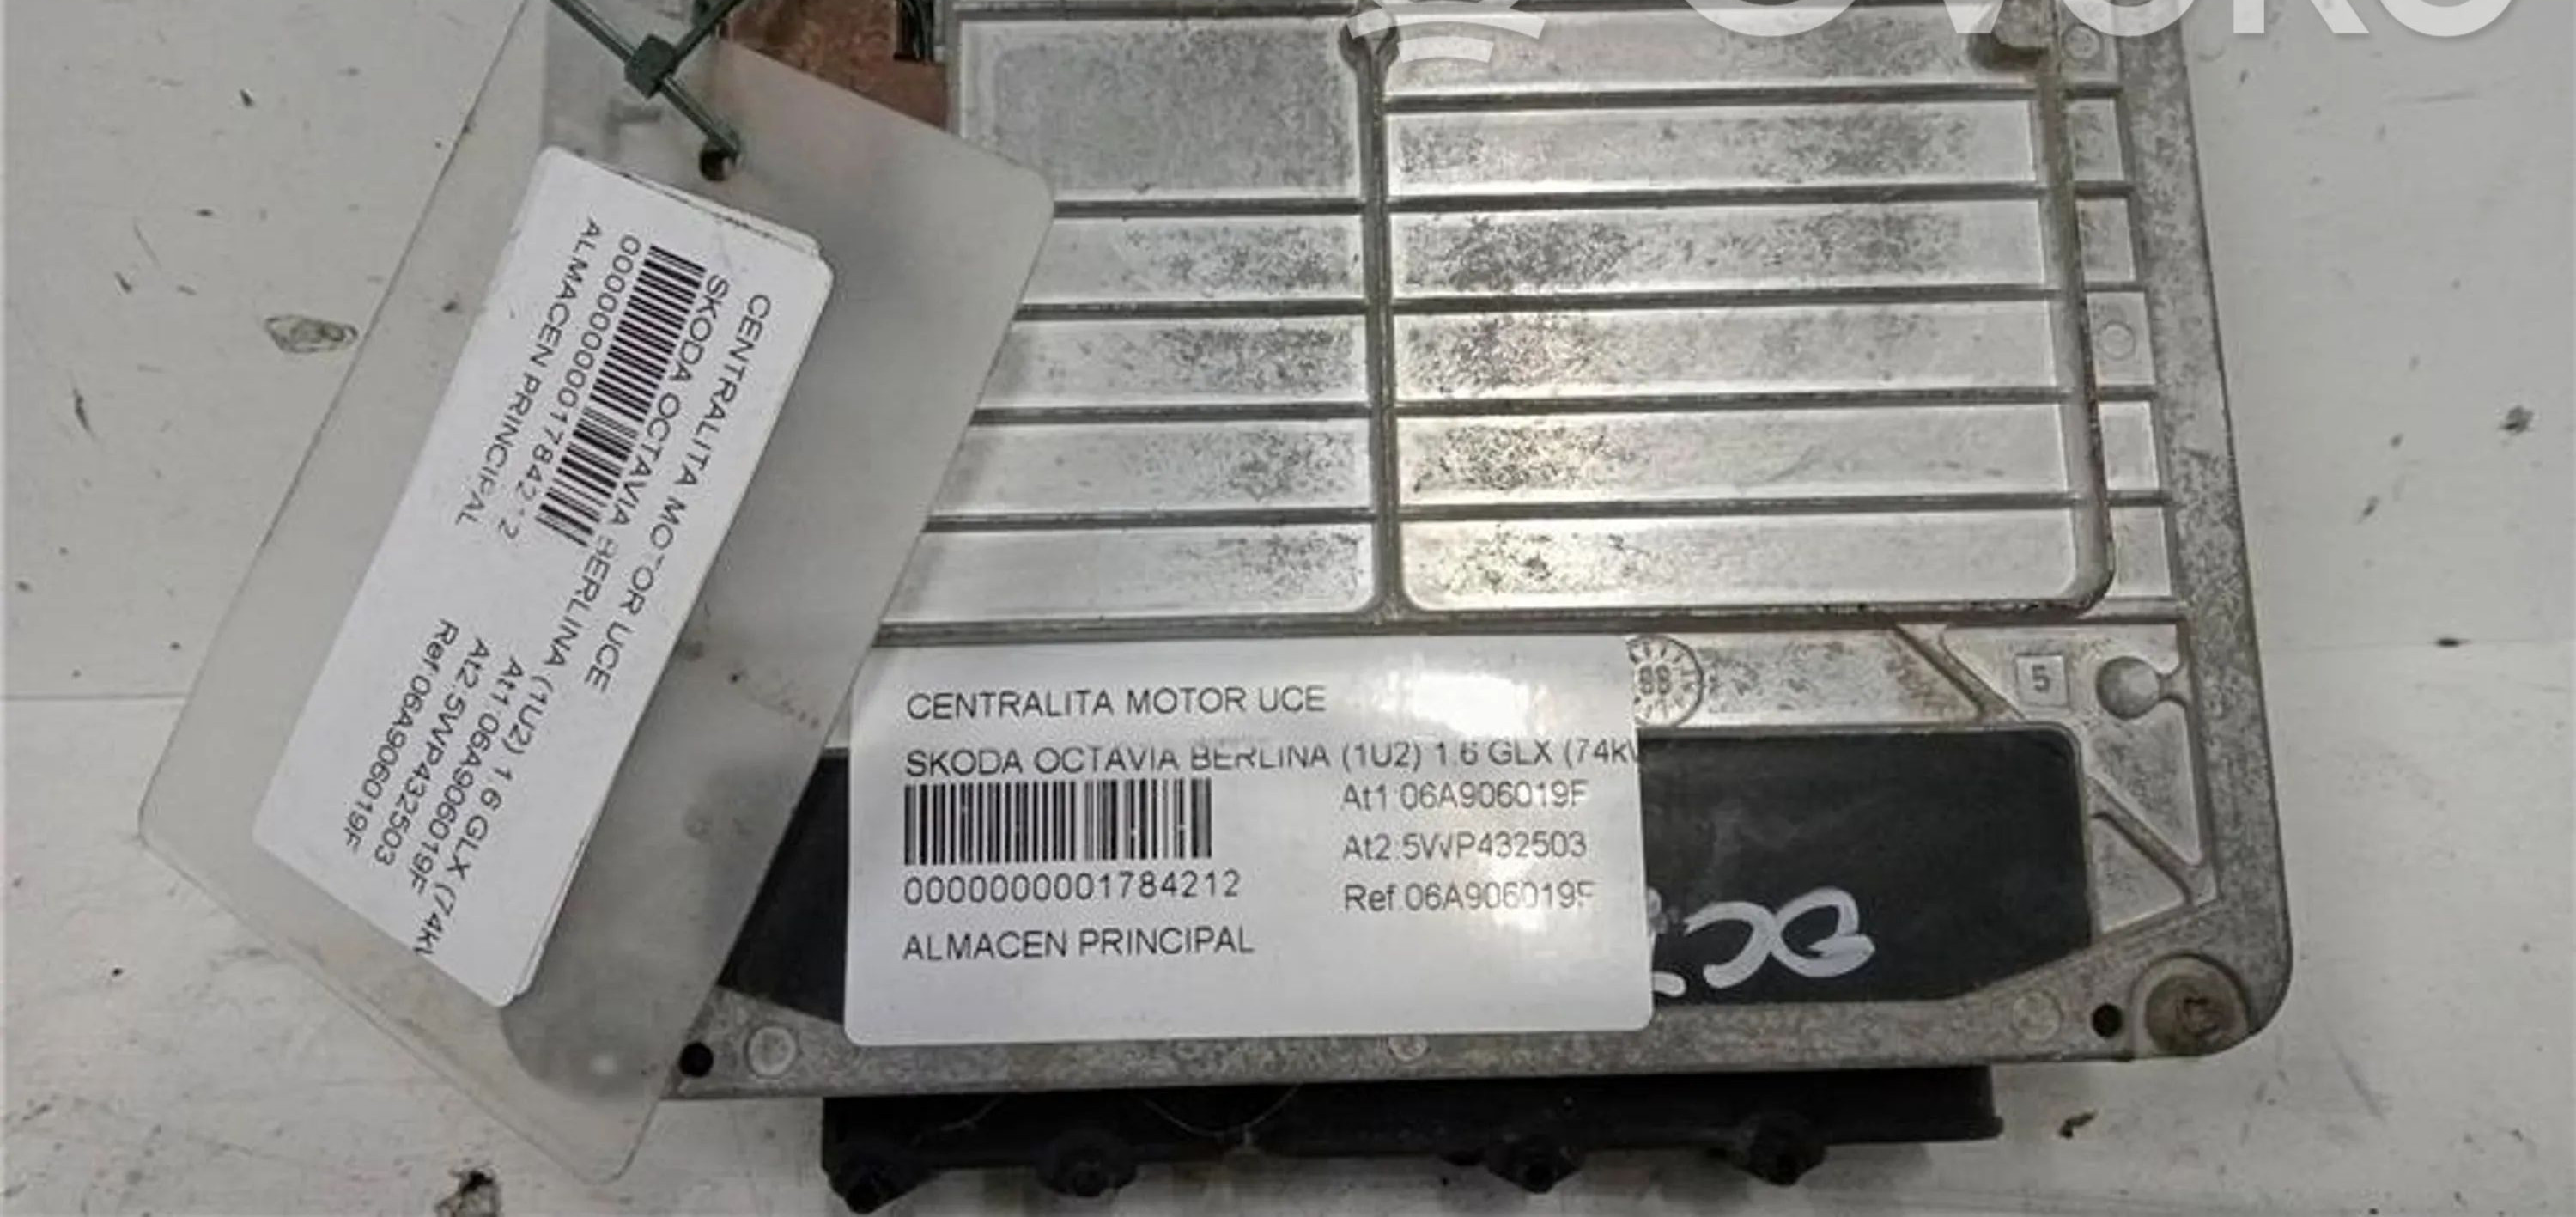 CENTRALITA MOTOR UCE
SKODA OCTAVIA BERLINA (1U2) 1.6 GLX (74kW
0000000001784212
ALMACEN PRINCIPAL
At1:06A906019F
At2:5WP432503
Ref:06A906019F
CENTRALITA MOTOR UCE
SKODA OCTAVIA BERLINA (1U2) 1.6 GLX (74kW
At1:06A906019F
At2:5WP432503
0000000001784212
Ref:06A906019F
ALMACEN PRINCIPAL
5